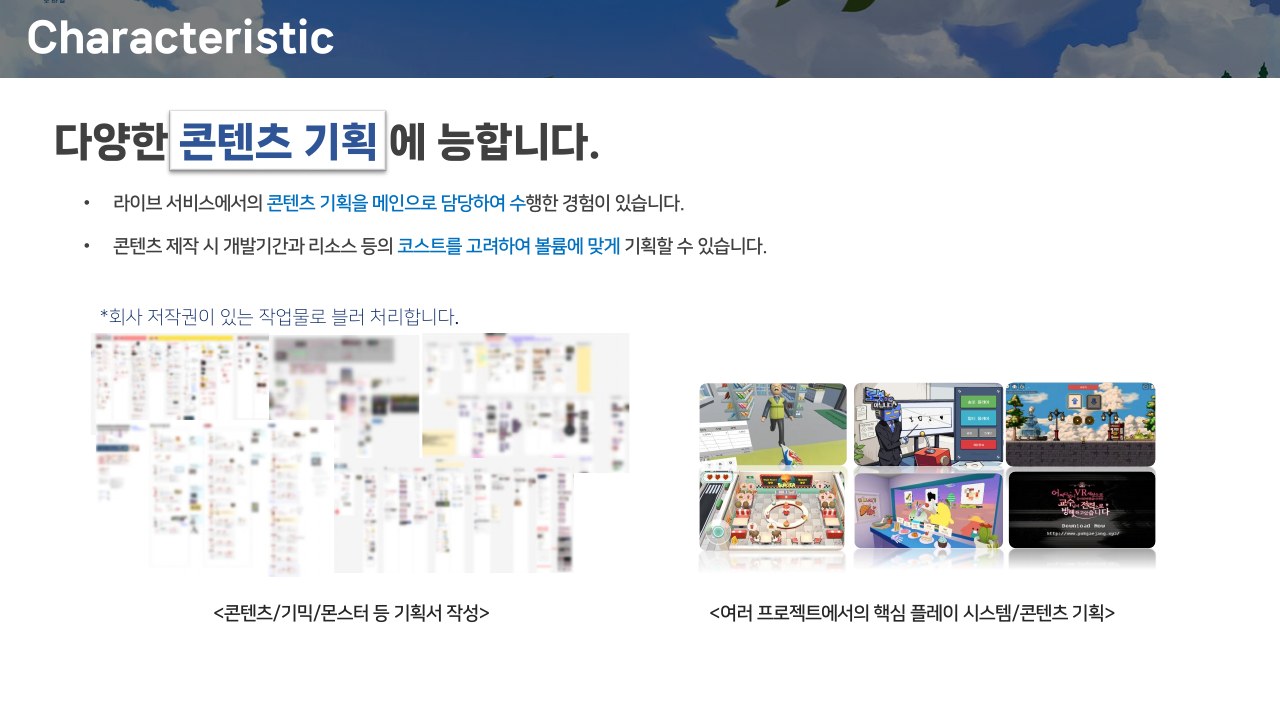 Characteristic
다양한 콘텐츠 기획에 능합니다.
• 라이브 서비스에서의 콘텐츠 기획을 메인으로 담당하여 수행한 경험이 있습니다.
• 콘텐츠 제작 시 개발기간과 리소스 등의 코스트를 고려하여 볼륨에 맞게 기획할 수 있습니다.
*회사 저작권이 있는 작업물로 블러 처리합니다.
Download Now
<콘텐츠/기믹/몬스터 등 기획서 작성>
<여러 프로젝트에서의 핵심 플레이 시스템/콘텐츠 기획>